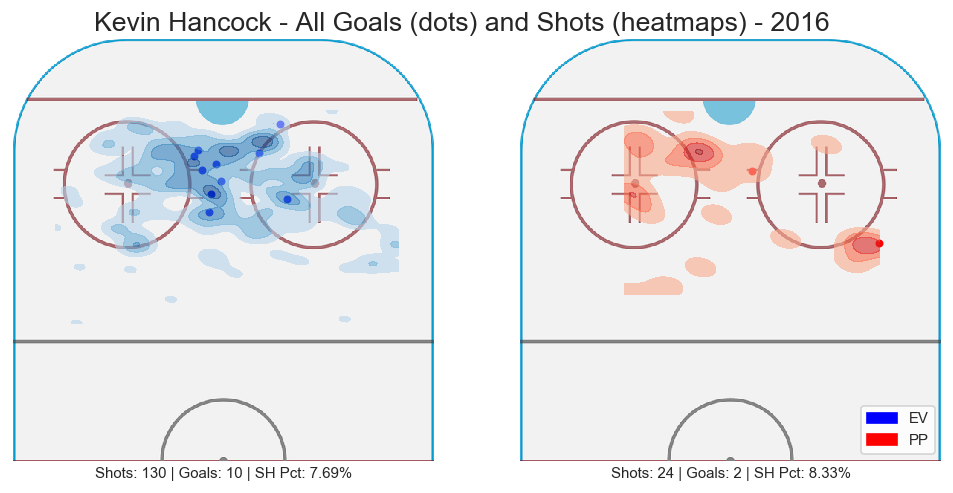 Kevin Hancock - All Goals (dots) and Shots (heatmaps) - 2016
EV
PP
Shots: 130 | Goals: 10 | SH Pct: 7.69%
Shots: 24 | Goals: 2 | SH Pct: 8.33%